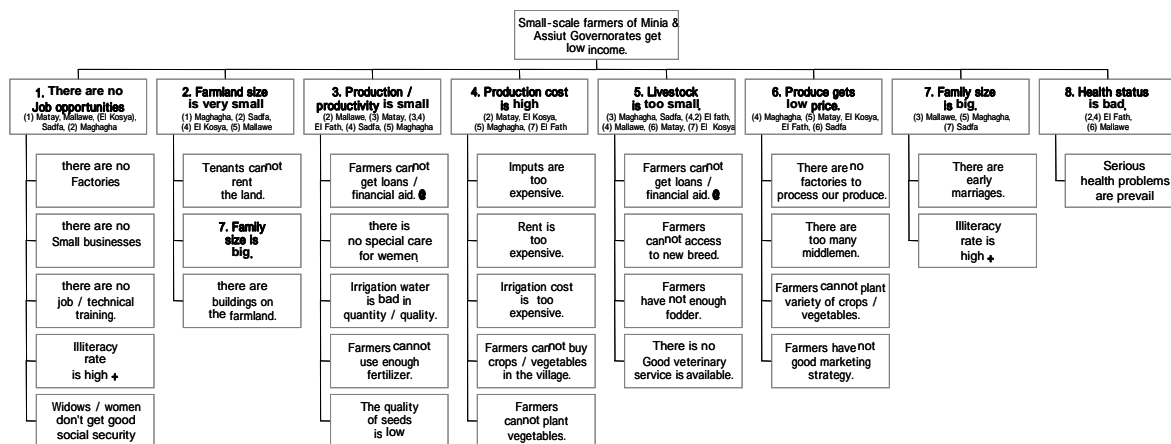 Small-scale farmers of Minia &
Assiut Governorates get
low income.
1. There are no
Job opportunities
(1) Matay, Mallawe, (El Kosya),
Sadfa, (2) Maghagha
there are no
Factories
there are no
Small businesses
there are no
job / technical
training.
Illiteracy
rate
is high +
Widows / women
don't get good
social security
2. Farmland size
is very small
(1) Maghagha, (2) Sadfa,
(4) El Kosya, (5) Mallawe
Tenants cannot
rent
the land.
7. Family
size is
big.
there are
buildings on
the farmland.
3. Production /
productivity is small
(2) Mallawe, (3) Matay, (3,4)
El Fath, (4) Sadfa, (5) Maghagha
Farmers cannot
get loans /
financial aid. @
there is
no special care
for women.
Irrigation water
is bad in
quantity / quality.
Farmers cannot
use enough
fertilizer.
The quality
of seeds
is low
4. Production cost
is high
(2) Matay, El Kosya,
(5) Maghagha, (7) El Fath
Imputs are
too
expensive.
Rent is
too
expensive.
Irrigation cost
is too
expensive.
Farmers cannot buy
crops / vegetables
in the village.
Farmers
cannot plant
vegetables.
5. Livestock
is too small.
(3) Maghagha, Sadfa, (4,2) El fath,
(4) Mallawe, (6) Matay, (7) El Kosya
Farmers cannot
get loans /
financial aid. @
Farmers
cannot access
to new breed.
Farmers
have not enough
fodder.
There is no
Good veterinary
service is available.
6. Produce gets
low price.
(4) Maghagha, (5) Matay, El Kosya,
El Fath, (6) Sadfa
There are no
factories to
process our produce.
There are
too many
middlemen.
Farmers cannot plant
variety of crops /
vegetables.
Farmers have not
good marketing
strategy.
7. Family size
is big.
(3) Mallawe, (5) Maghagha,
(7) Sadfa
There are
early
marriages.
Illiteracy
rate is
high +
8. Health status
is bad.
(2,4) El Fath,
(6) Mallawe
Serious
health problems
are prevail